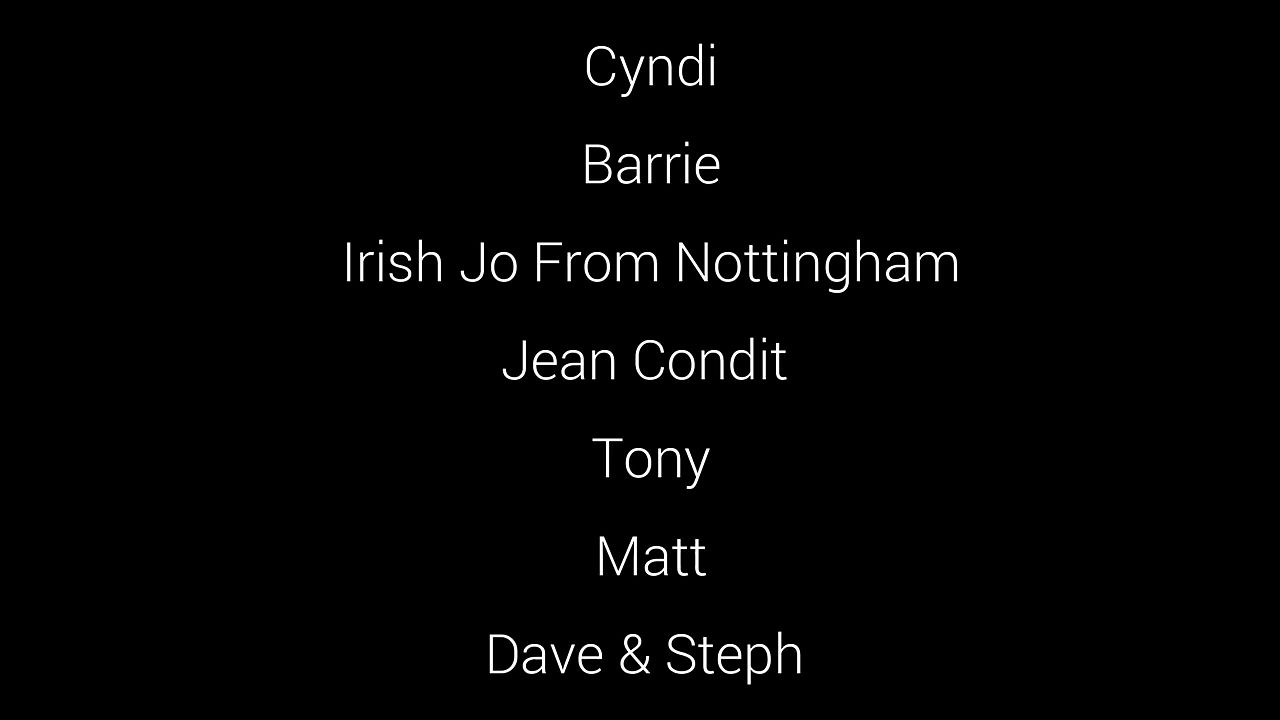 Cyndi
Barrie
Irish Jo From Nottingham
Jean Condit
Tony
Matt
Dave & Steph